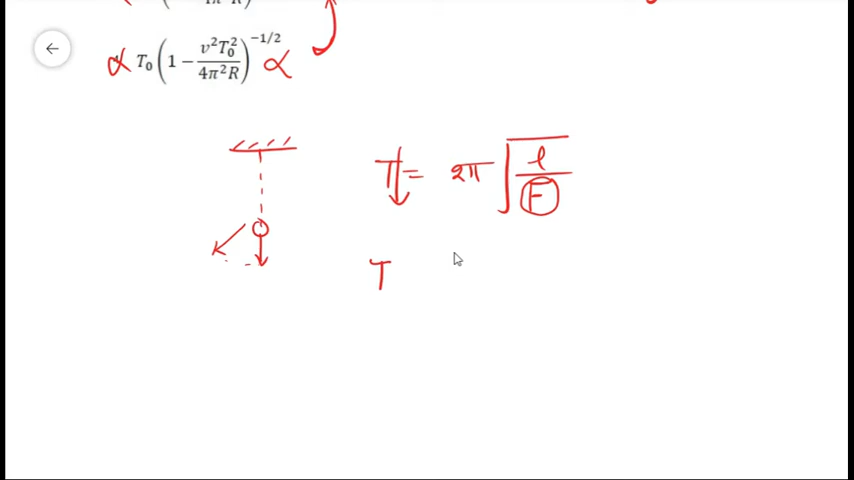 ∝ T₀(1 − v²T₀²/4π²R)^−1/2 ∝
T = 2π √(l/F)
T